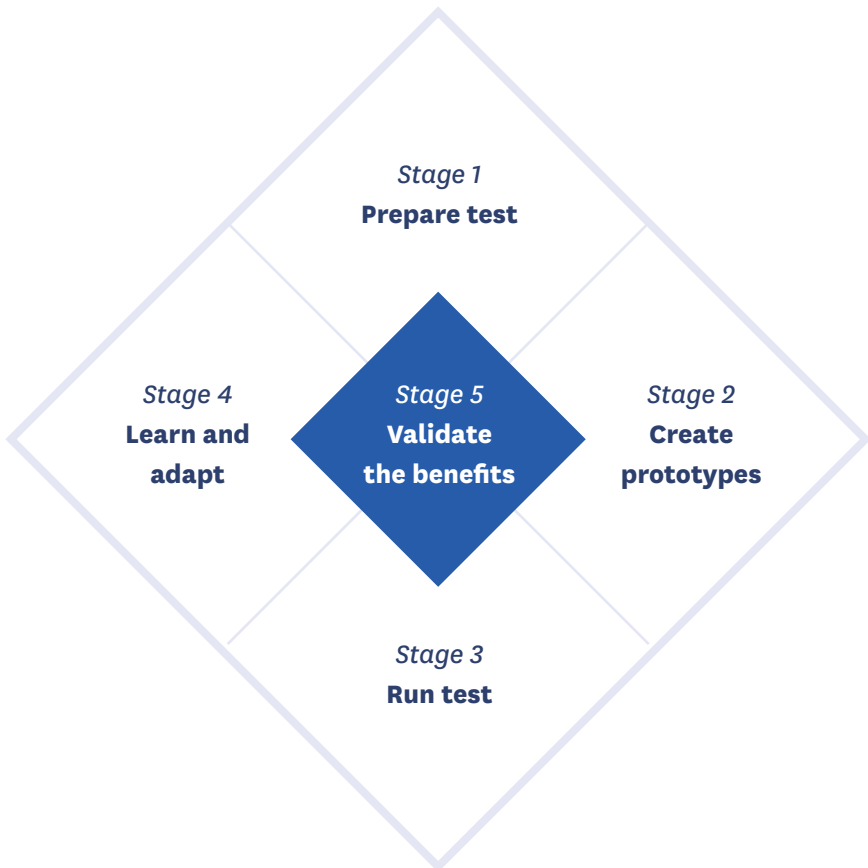 Stage 1
Prepare test
Stage 4
Learn and
adapt
Stage 5
Validate
the benefits
Stage 2
Create
prototypes
Stage 3
Run test